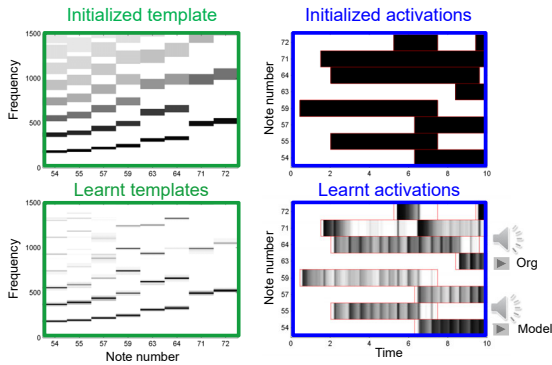 Initialized template
Initialized activations
Frequency
1500
1000
500
0
54 55 57 59 63 64 71 72
Note number
72
71
64
63
59
57
55
54
0 2 4 6 8 10
Learnt templates
Learnt activations
Frequency
1500
1000
500
0
54 55 57 59 63 64 71 72
Note number
Note number
72
71
64
63
59
57
55
54
0 2 4 6 8 10
Time
Org
Model